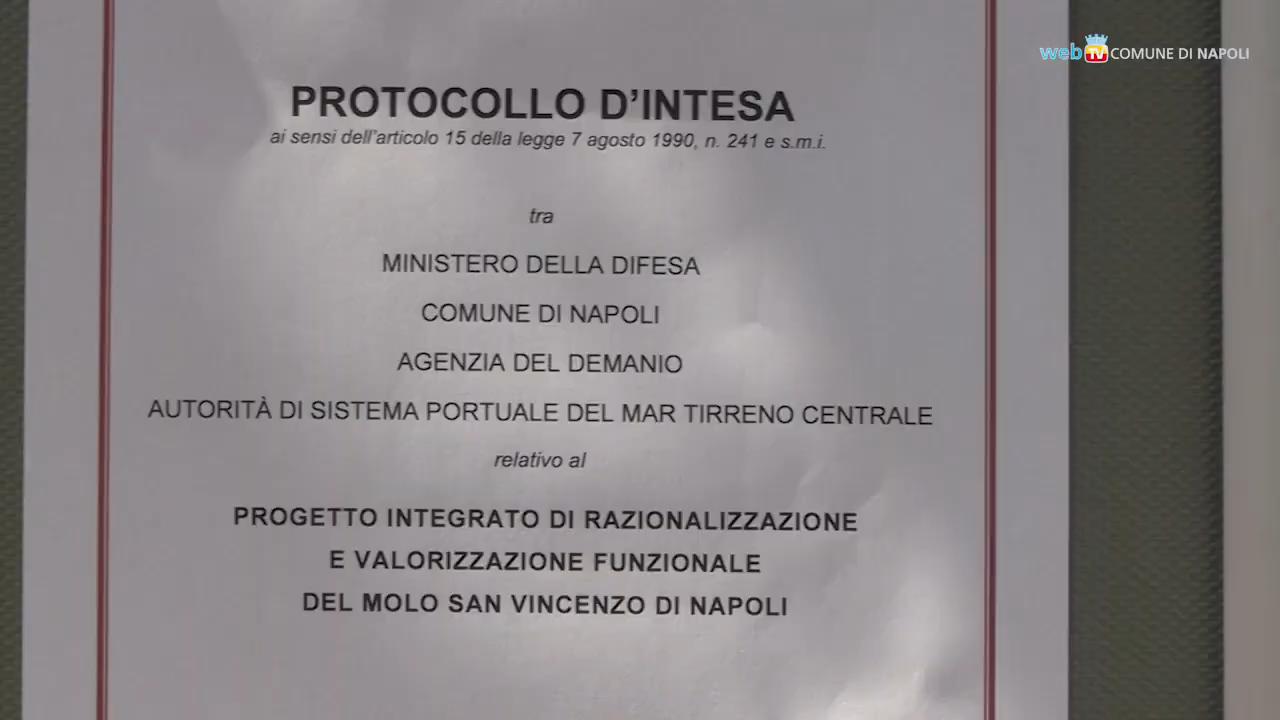 web TV COMUNE DI NAPOLI
PROTOCOLLO D'INTESA
ai sensi dell'articolo 15 della legge 7 agosto 1990, n. 241 e s.m.i.
tra
MINISTERO DELLA DIFESA
COMUNE DI NAPOLI
AGENZIA DEL DEMANIO
AUTORITÀ DI SISTEMA PORTUALE DEL MAR TIRRENO CENTRALE
relativo al
PROGETTO INTEGRATO DI RAZIONALIZZAZIONE
E VALORIZZAZIONE FUNZIONALE
DEL MOLO SAN VINCENZO DI NAPOLI